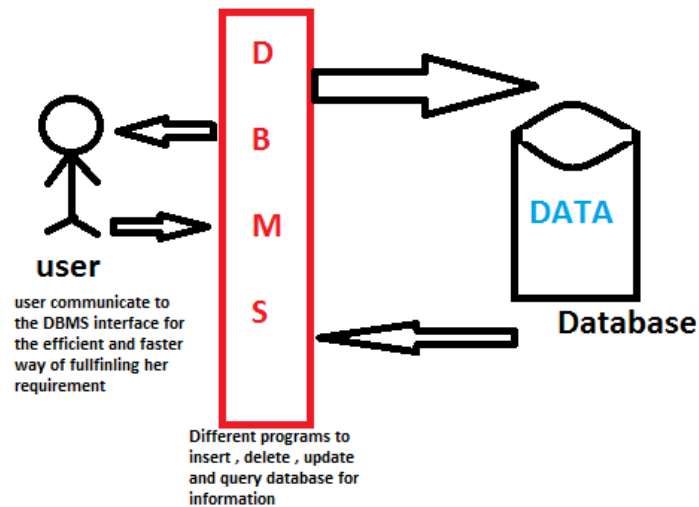 D
B
M
S
DATA
user
Database
user communicate to
the DBMS interface for
the efficient and faster
way of fullfinling her
requirement
Different programs to
insert , delete , update
and query database for
information